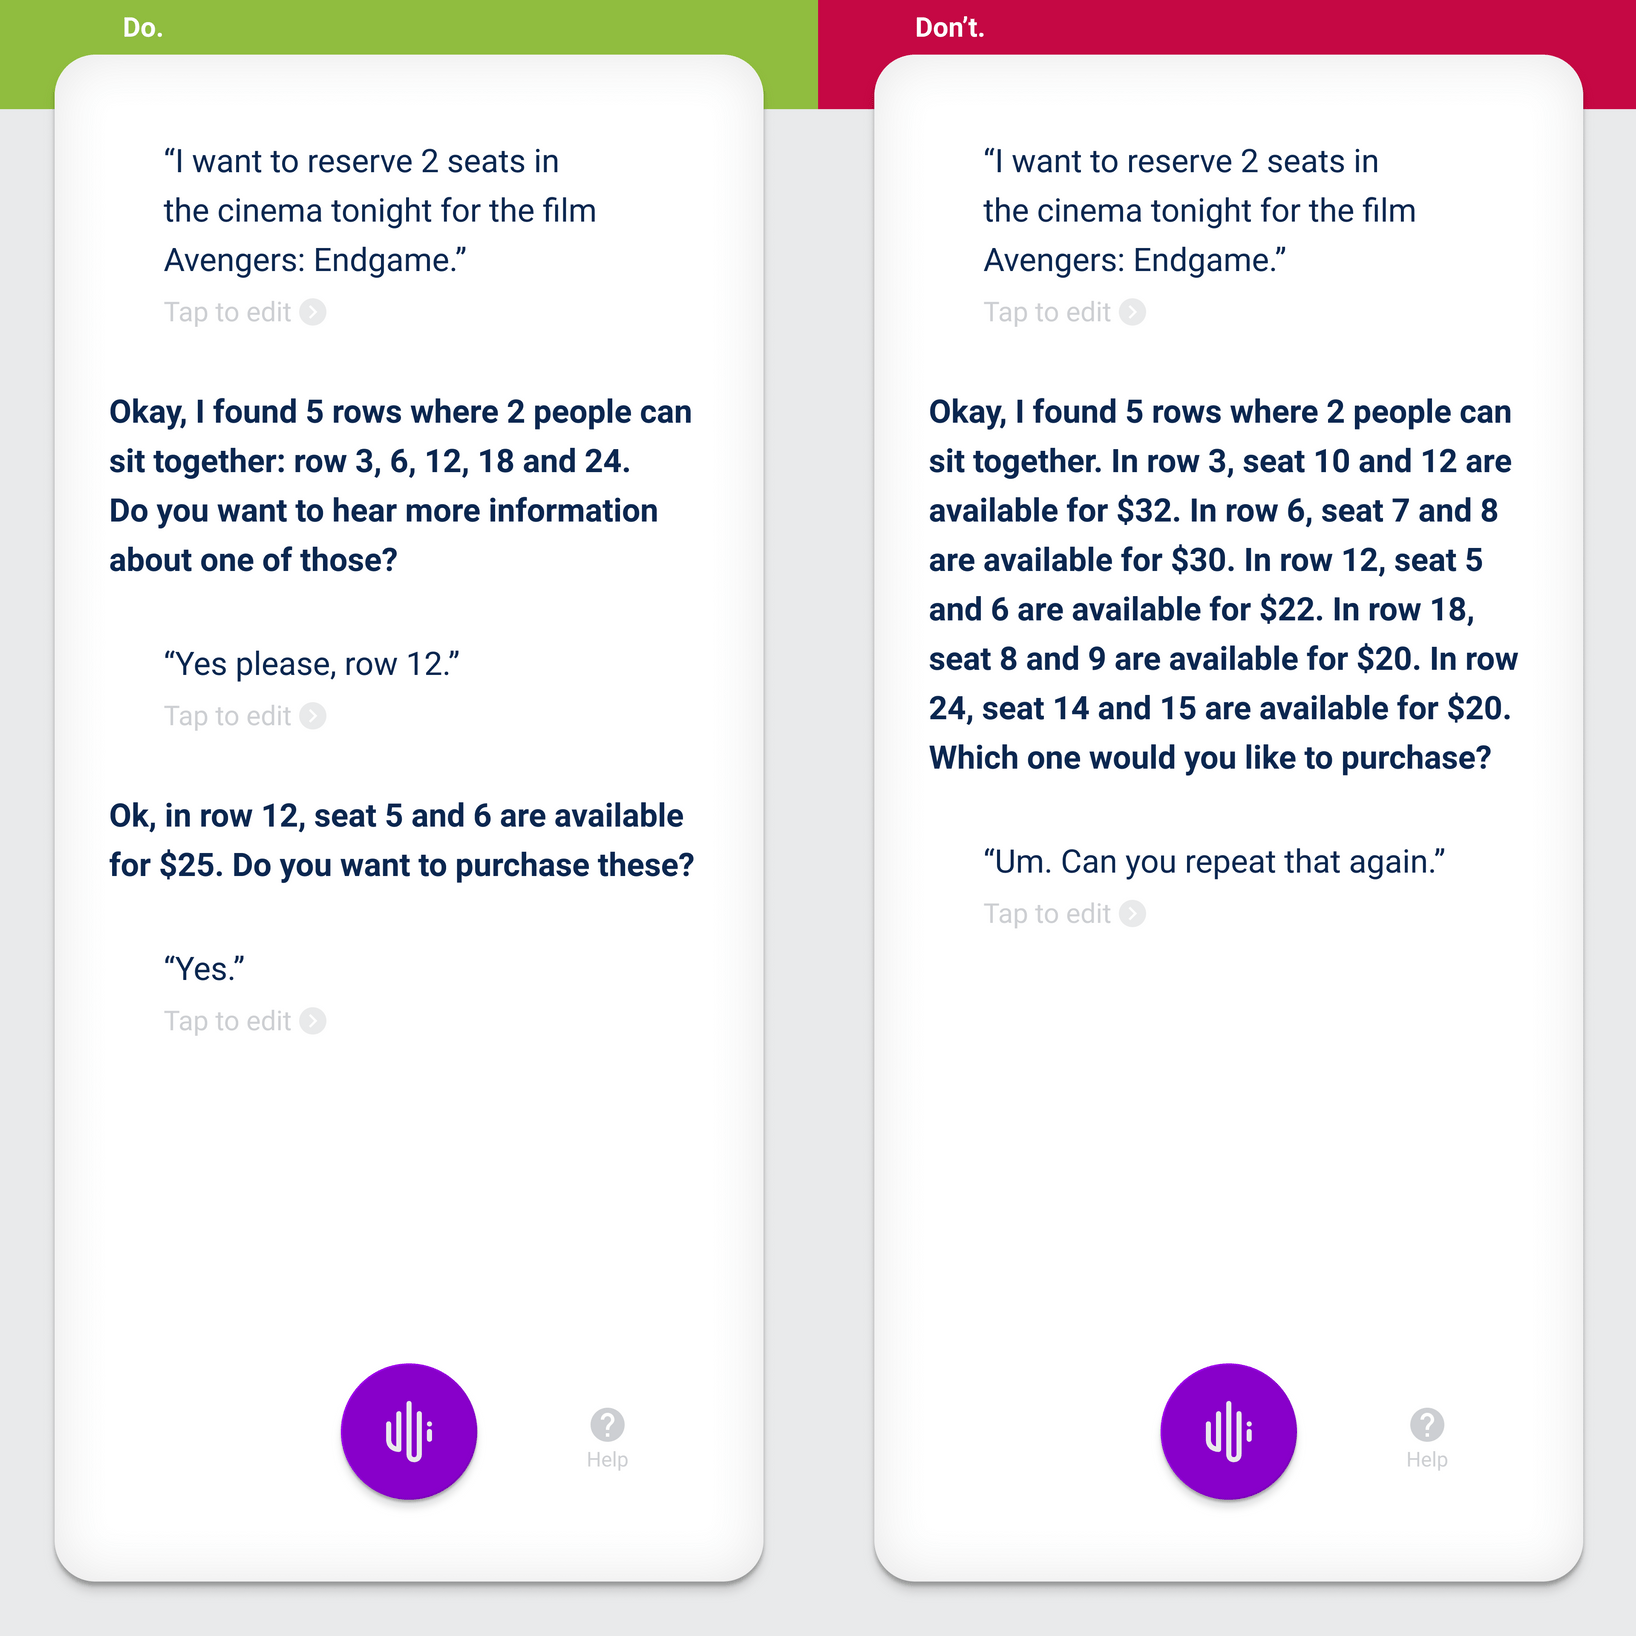 Do.
“I want to reserve 2 seats in
the cinema tonight for the film
Avengers: Endgame.”
Tap to edit
Okay, I found 5 rows where 2 people can
sit together: row 3, 6, 12, 18 and 24.
Do you want to hear more information
about one of those?
“Yes please, row 12.”
Tap to edit
Ok, in row 12, seat 5 and 6 are available
for $25. Do you want to purchase these?
“Yes.”
Tap to edit
?
Help
Don’t.
“I want to reserve 2 seats in
the cinema tonight for the film
Avengers: Endgame.”
Tap to edit
Okay, I found 5 rows where 2 people can
sit together. In row 3, seat 10 and 12 are
available for $32. In row 6, seat 7 and 8
are available for $30. In row 12, seat 5
and 6 are available for $22. In row 18,
seat 8 and 9 are available for $20. In row
24, seat 14 and 15 are available for $20.
Which one would you like to purchase?
“Um. Can you repeat that again.”
Tap to edit
?
Help